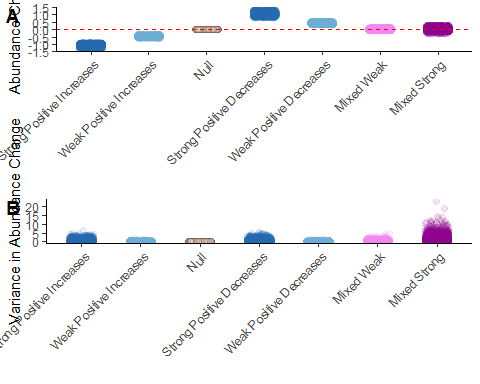 A
Abundance Ch
1.5
1.0
0.5
0.0
-0.5
-1.0
-1.5
Strong Positive Increases
Weak Positive Increases
Null
Strong Positive Decreases
Weak Positive Decreases
Mixed Weak
Mixed Strong
B
Variance in Abundance Change
20
15
10
5
0
rong Positive Increases
Weak Positive Increases
Null
Strong Positive Decreases
Weak Positive Decreases
Mixed Weak
Mixed Strong